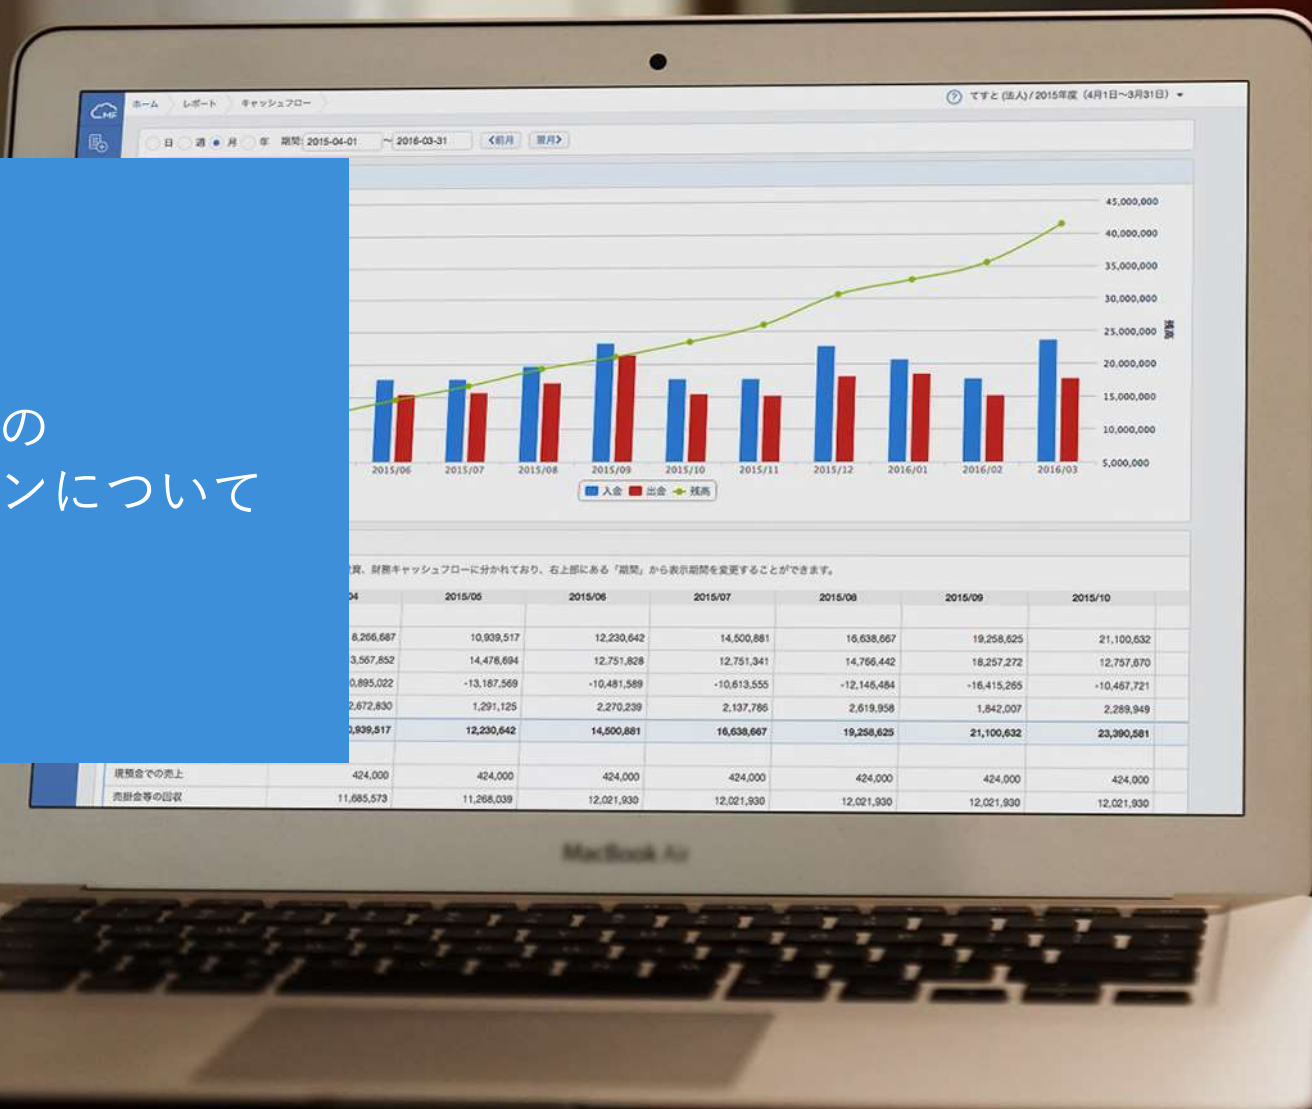 MF ホーム レポート キャッシュフロー ? てすと (法人) / 2015年度 (4月1日〜3月31日)
日 週 月 年 期間: 2015-04-01 〜 2016-03-31 <前月 翌月>
45,000,000
40,000,000
35,000,000
30,000,000
25,000,000
20,000,000
15,000,000
10,000,000
5,000,000
残高
2015/06 2015/07 2015/08 2015/09 2015/10 2015/11 2015/12 2016/01 2016/02 2016/03
入金 出金 残高
の
ンについて
資、財務キャッシュフローに分かれており、右上部にある「期間」から表示期間を変更することができます。
04 2015/05 2015/06 2015/07 2015/08 2015/09 2015/10
8,266,687 10,939,517 12,230,642 14,500,881 16,638,667 19,258,625 21,100,632
3,567,852 14,478,694 12,751,828 12,751,341 14,766,442 18,257,272 12,757,670
0,895,022 -13,187,569 -10,481,589 -10,613,555 -12,146,484 -16,415,265 -10,467,721
2,672,830 1,291,125 2,270,239 2,137,786 2,619,958 1,842,007 2,289,949
0,939,517 12,230,642 14,500,881 16,638,667 19,258,625 21,100,632 23,390,581
現預金での売上 424,000 424,000 424,000 424,000 424,000 424,000 424,000
売掛金等の回収 11,685,573 11,268,039 12,021,930 12,021,930 12,021,930 12,021,930 12,021,930
MacBook Air